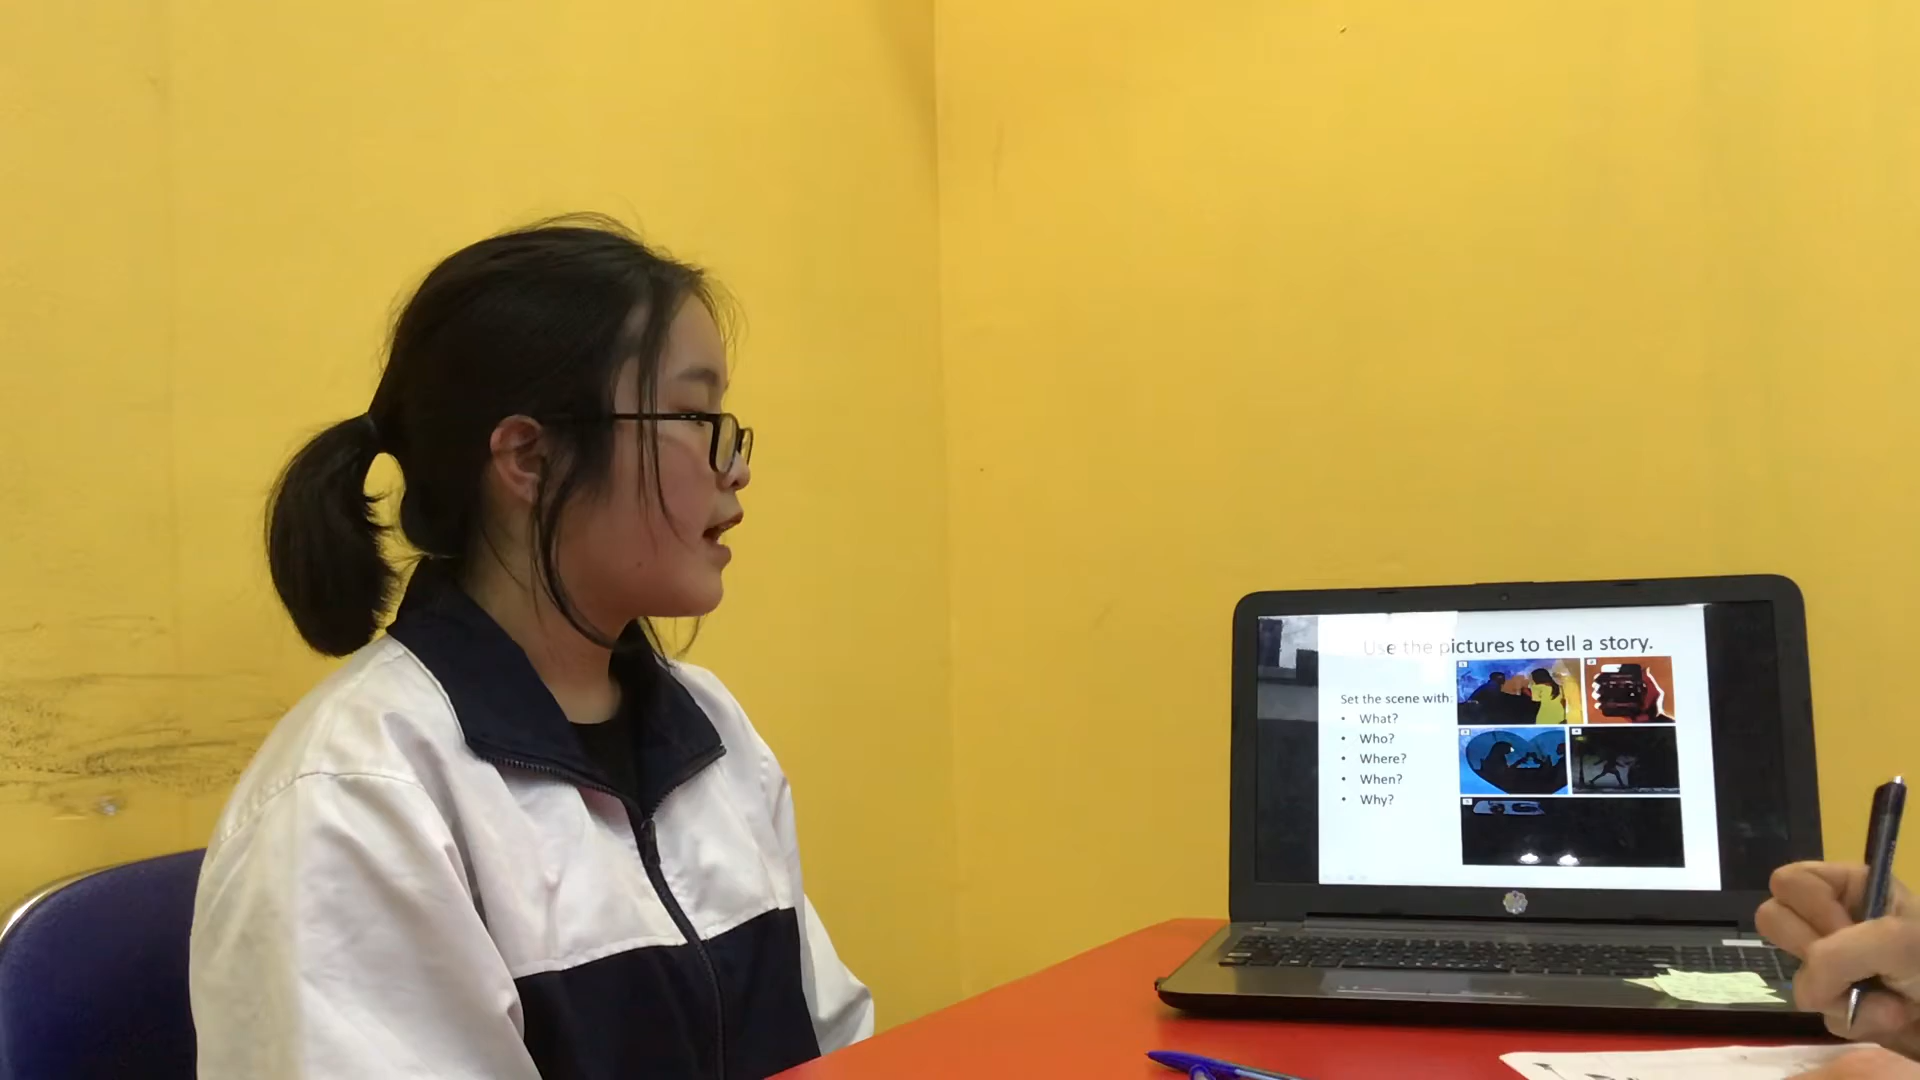 Use the pictures to tell a story.
Set the scene with:
• What?
• Who?
• Where?
• When?
• Why?